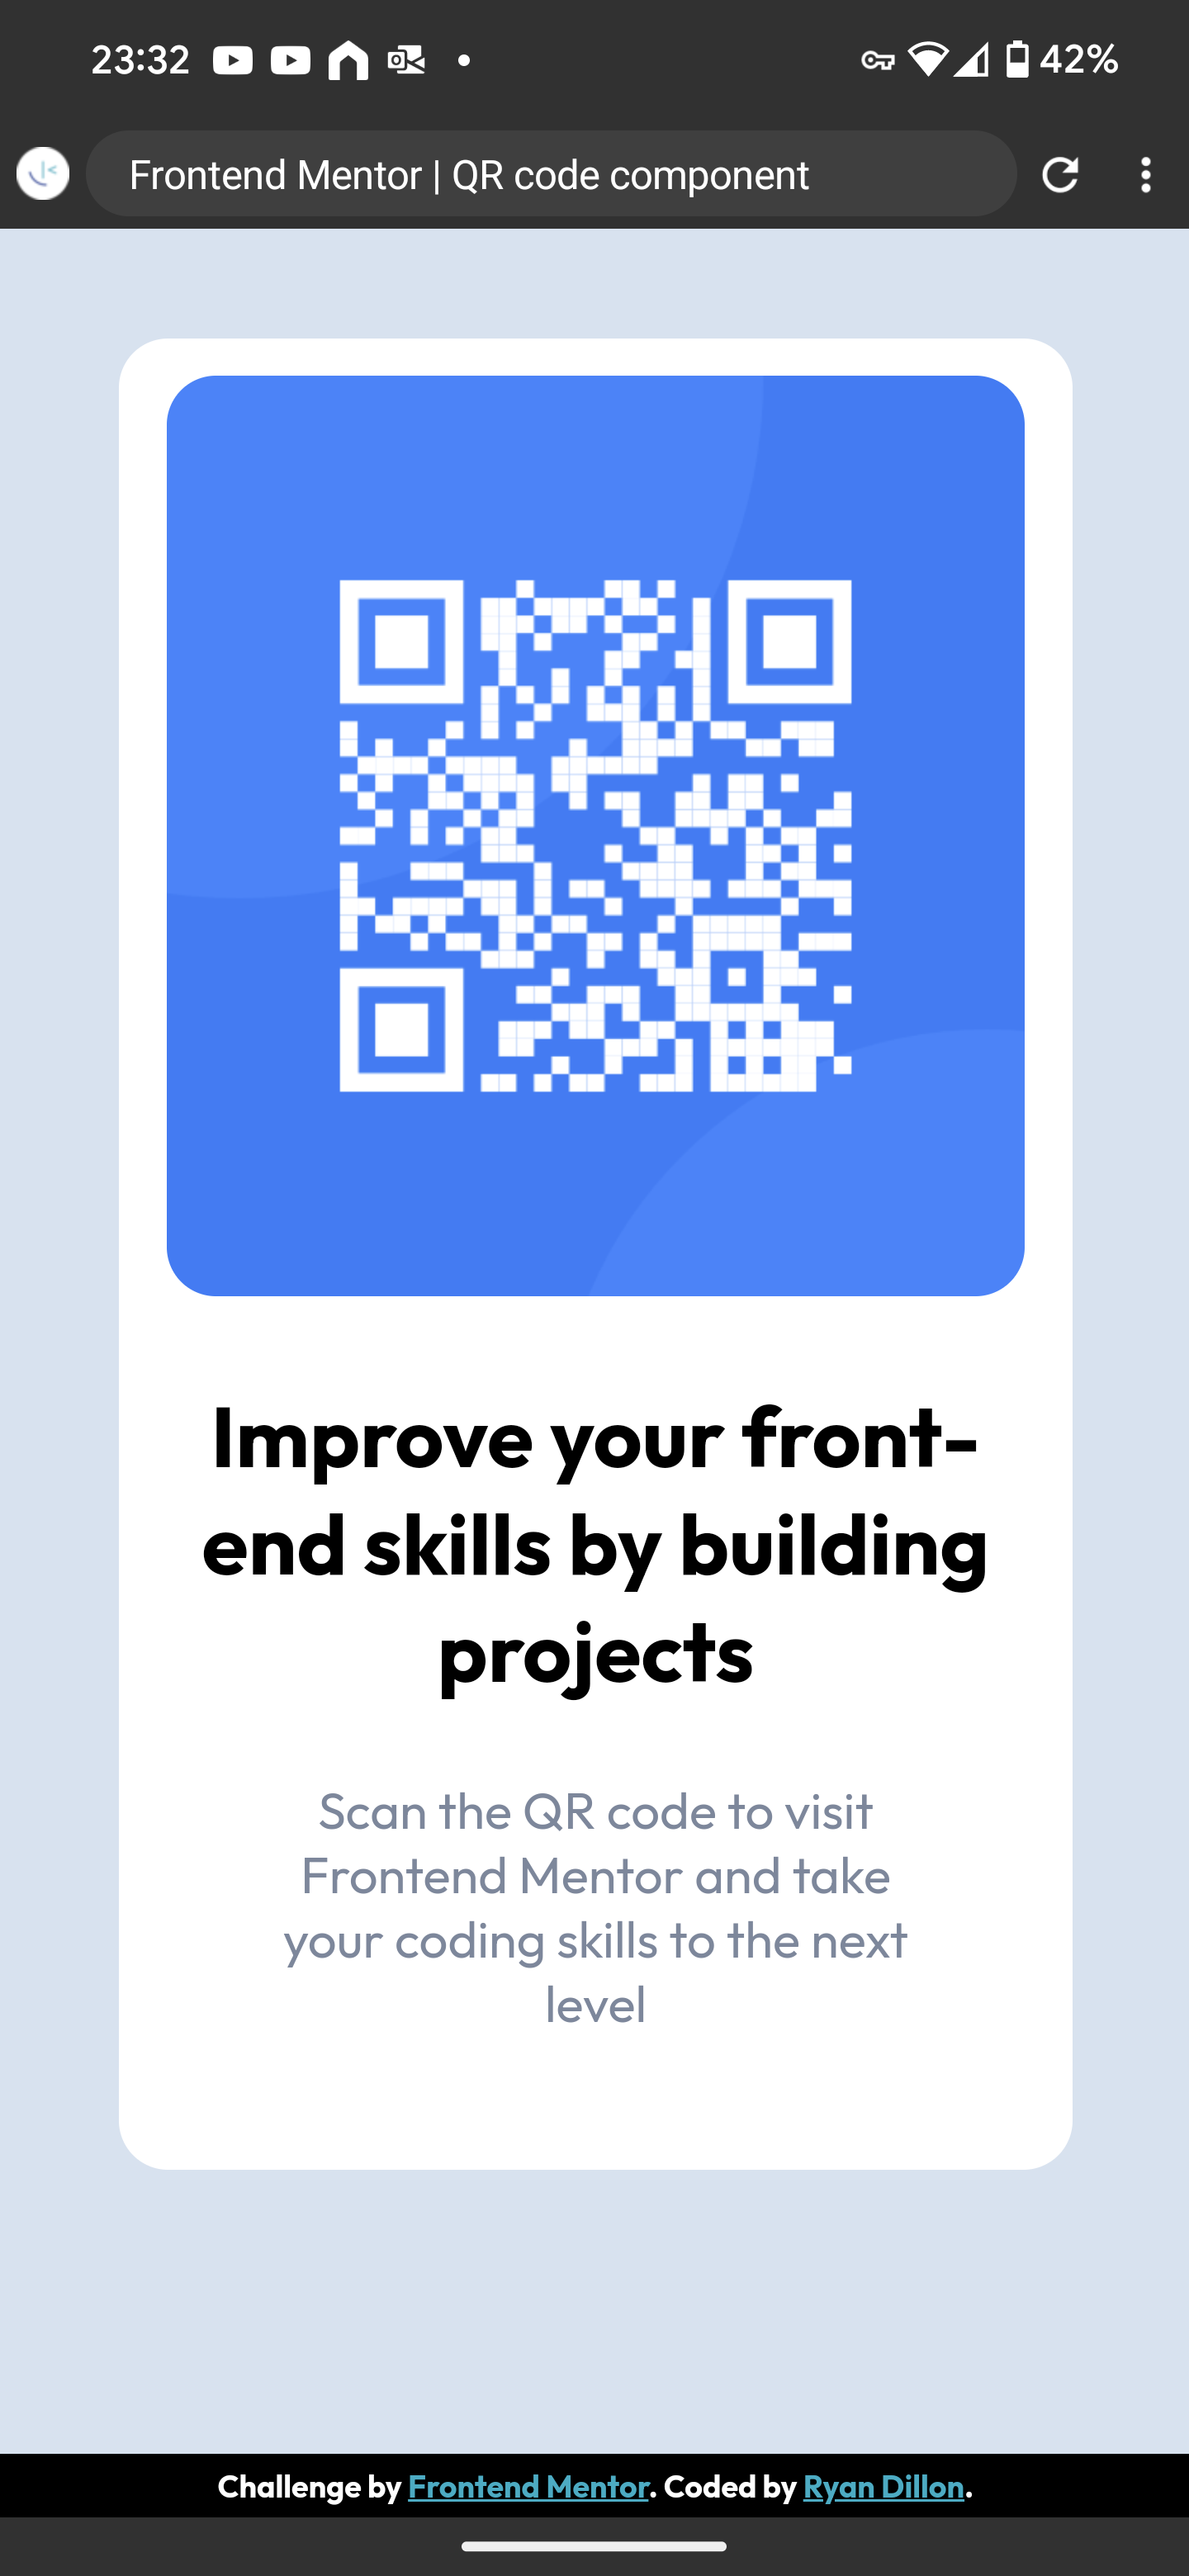 23:32
42%
Frontend Mentor | QR code component
Improve your front-
end skills by building
projects
Scan the QR code to visit
Frontend Mentor and take
your coding skills to the next
level
Challenge by Frontend Mentor. Coded by Ryan Dillon.